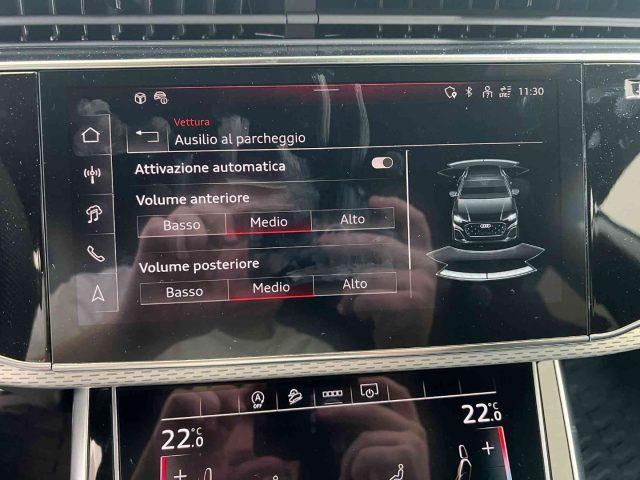 11:30
Vettura
Ausilio al parcheggio
Attivazione automatica
Volume anteriore
Basso Medio Alto
Volume posteriore
Basso Medio Alto
OFF
22.0 °C 22.0 °C